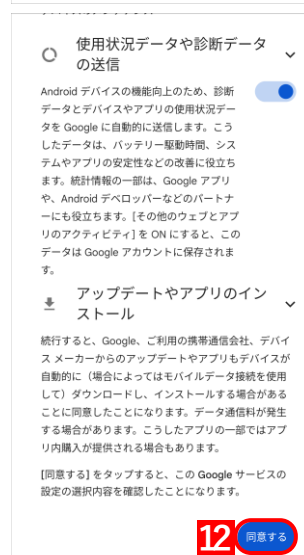 使用状況データや診断データ
の送信
Android デバイスの機能向上のため、診断
データとデバイスやアプリの使用状況デー
タを Google に自動的に送信します。こう
したデータは、バッテリー駆動時間、シス
テムやアプリの安定性などの改善に役立ち
ます。統計情報の一部は、Google アプリ
や、Android デベロッパーなどのパートナ
ーにも役立ちます。[その他のウェブとアプ
リのアクティビティ] を ON にすると、この
データは Google アカウントに保存されま
す。
アップデートやアプリのイン
ストール
続行すると、Google、ご利用の携帯通信会社、デバイ
ス メーカーからのアップデートやアプリもデバイスが
自動的に（場合によってはモバイルデータ接続を使用
して）ダウンロードし、インストールする場合がある
ことに同意したことになります。データ通信料が発生
する場合があります。こうしたアプリの一部ではアプ
リ内購入が提供される場合もあります。
[同意する] をタップすると、この Google サービスの
設定の選択内容を確認したことになります。
12 同意する